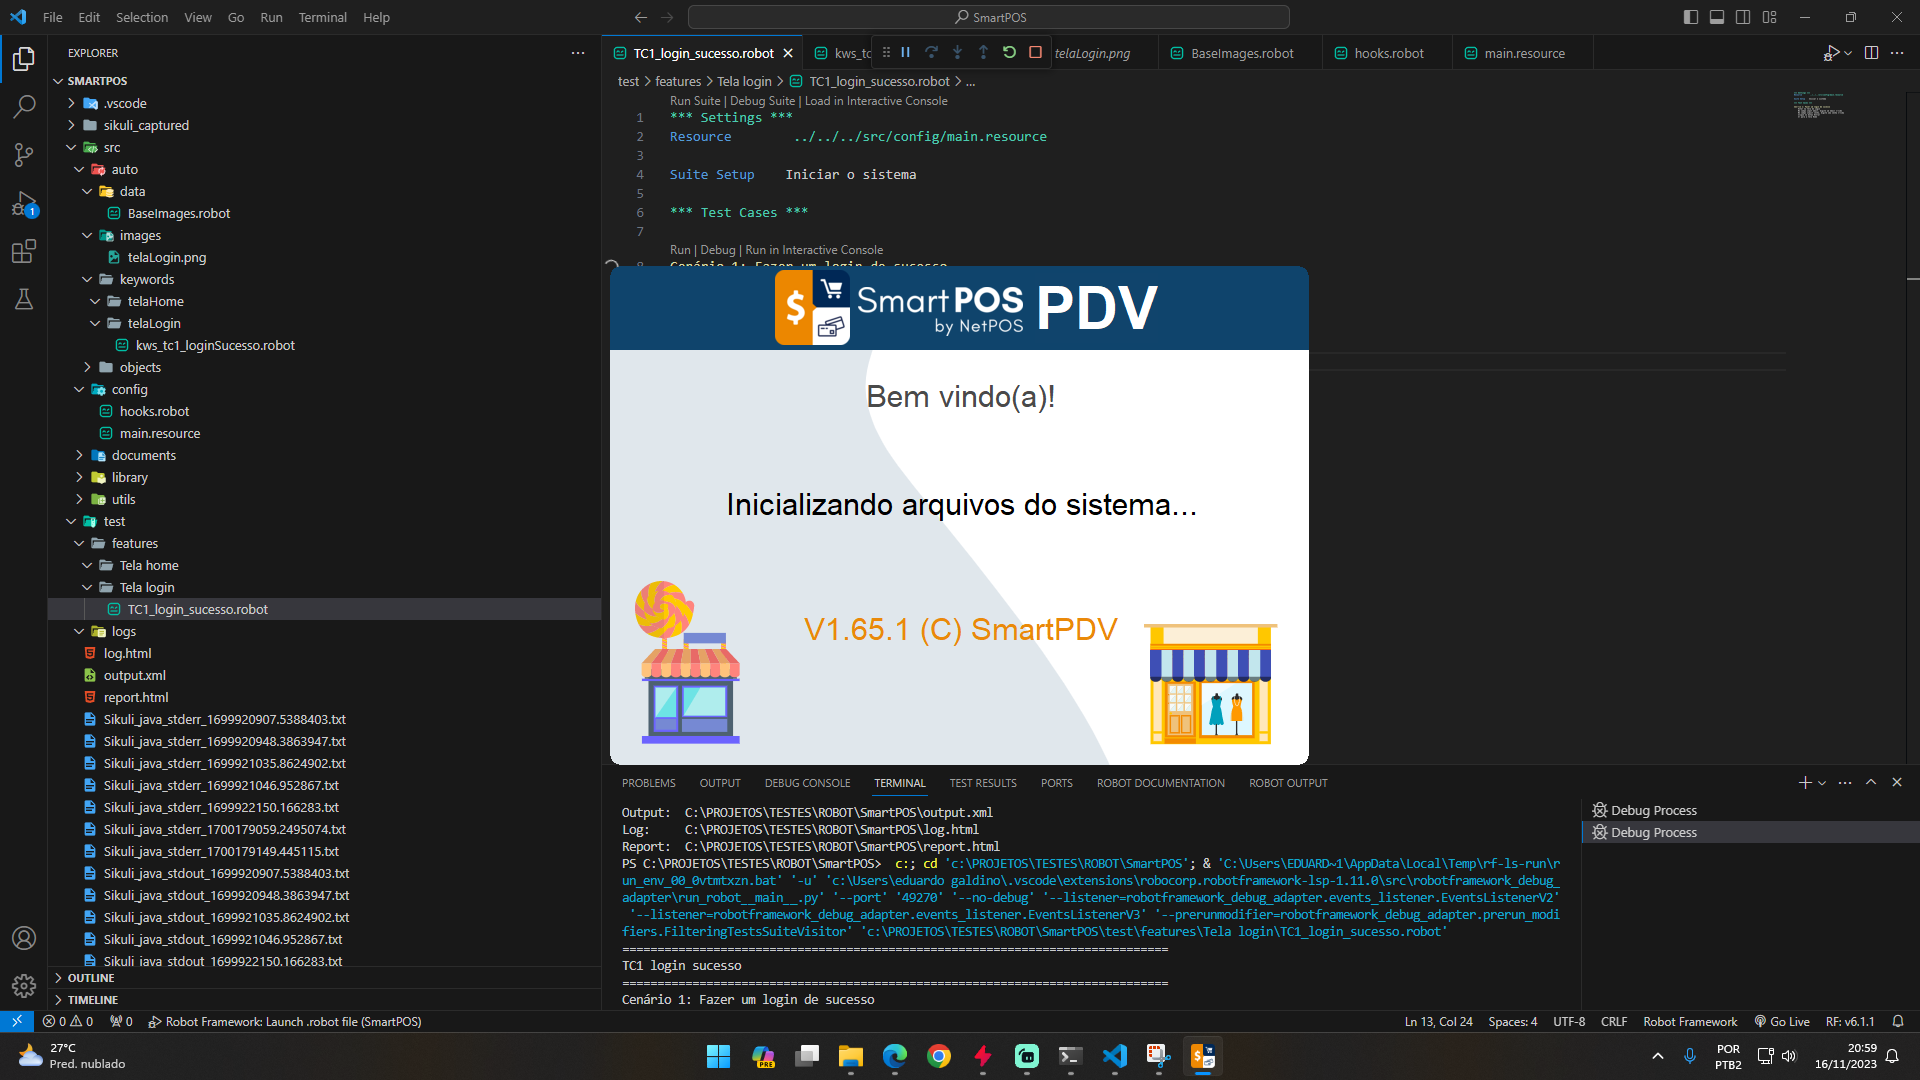 File Edit Selection View Go Run Terminal Help
SmartPOS
EXPLORER
SMARTPOS
.vscode
sikuli_captured
src
auto
data
BaseImages.robot
images
telaLogin.png
keywords
telaHome
telaLogin
kws_tc1_loginSucesso.robot
objects
config
hooks.robot
main.resource
documents
library
utils
test
features
Tela home
Tela login
TC1_login_sucesso.robot
logs
log.html
output.xml
report.html
Sikuli_java_stderr_1699920907.5388403.txt
Sikuli_java_stderr_1699920948.3863947.txt
Sikuli_java_stderr_1699921035.8624902.txt
Sikuli_java_stderr_1699921046.952867.txt
Sikuli_java_stderr_1699922150.166283.txt
Sikuli_java_stderr_1700179059.2495074.txt
Sikuli_java_stderr_1700179149.445115.txt
Sikuli_java_stdout_1699920907.5388403.txt
Sikuli_java_stdout_1699920948.3863947.txt
Sikuli_java_stdout_1699921035.8624902.txt
Sikuli_java_stdout_1699921046.952867.txt
Sikuli_java_stdout_1699922150.166283.txt
OUTLINE
TIMELINE
TC1_login_sucesso.robot kws_tc telaLogin.png BaseImages.robot hooks.robot main.resource
test > features > Tela login > TC1_login_sucesso.robot > ...
Run Suite | Debug Suite | Load in Interactive Console
1 *** Settings ***
2 Resource ../../../src/config/main.resource
3
4 Suite Setup Iniciar o sistema
5
6 *** Test Cases ***
7
Run | Debug | Run in Interactive Console
8 Cenário 1: Fazer um login de sucesso
$ Smart POS by NetPOS PDV
Bem vindo(a)!
Inicializando arquivos do sistema...
V1.65.1 (C) SmartPDV
PROBLEMS OUTPUT DEBUG CONSOLE TERMINAL TEST RESULTS PORTS ROBOT DOCUMENTATION ROBOT OUTPUT
Output: C:\PROJETOS\TESTES\ROBOT\SmartPOS\output.xml
Log: C:\PROJETOS\TESTES\ROBOT\SmartPOS\log.html
Report: C:\PROJETOS\TESTES\ROBOT\SmartPOS\report.html
PS C:\PROJETOS\TESTES\ROBOT\SmartPOS> c:; cd 'c:\PROJETOS\TESTES\ROBOT\SmartPOS'; & 'C:\Users\EDUARD~1\AppData\Local\Temp\rf-ls-run\r
un_env_00_0vtmtxzn.bat' '-u' 'c:\Users\eduardo galdino\.vscode\extensions\robocorp.robotframework-lsp-1.11.0\src\robotframework_debug_
adapter\run_robot__main__.py' '--port' '49270' '--no-debug' '--listener=robotframework_debug_adapter.events_listener.EventsListenerV2'
'--listener=robotframework_debug_adapter.events_listener.EventsListenerV3' '--prerunmodifier=robotframework_debug_adapter.prerun_modi
fiers.FilteringTestsSuiteVisitor' 'c:\PROJETOS\TESTES\ROBOT\SmartPOS\test\features\Tela login\TC1_login_sucesso.robot'
==============================================================================
TC1 login sucesso
==============================================================================
Cenário 1: Fazer um login de sucesso
Debug Process
Debug Process
1
0 0 0 Robot Framework: Launch .robot file (SmartPOS)
Ln 13, Col 24 Spaces: 4 UTF-8 CRLF Robot Framework Go Live RF: v6.1.1
27°C
Pred. nublado
PRE
POR
PTB2
20:59
16/11/2023